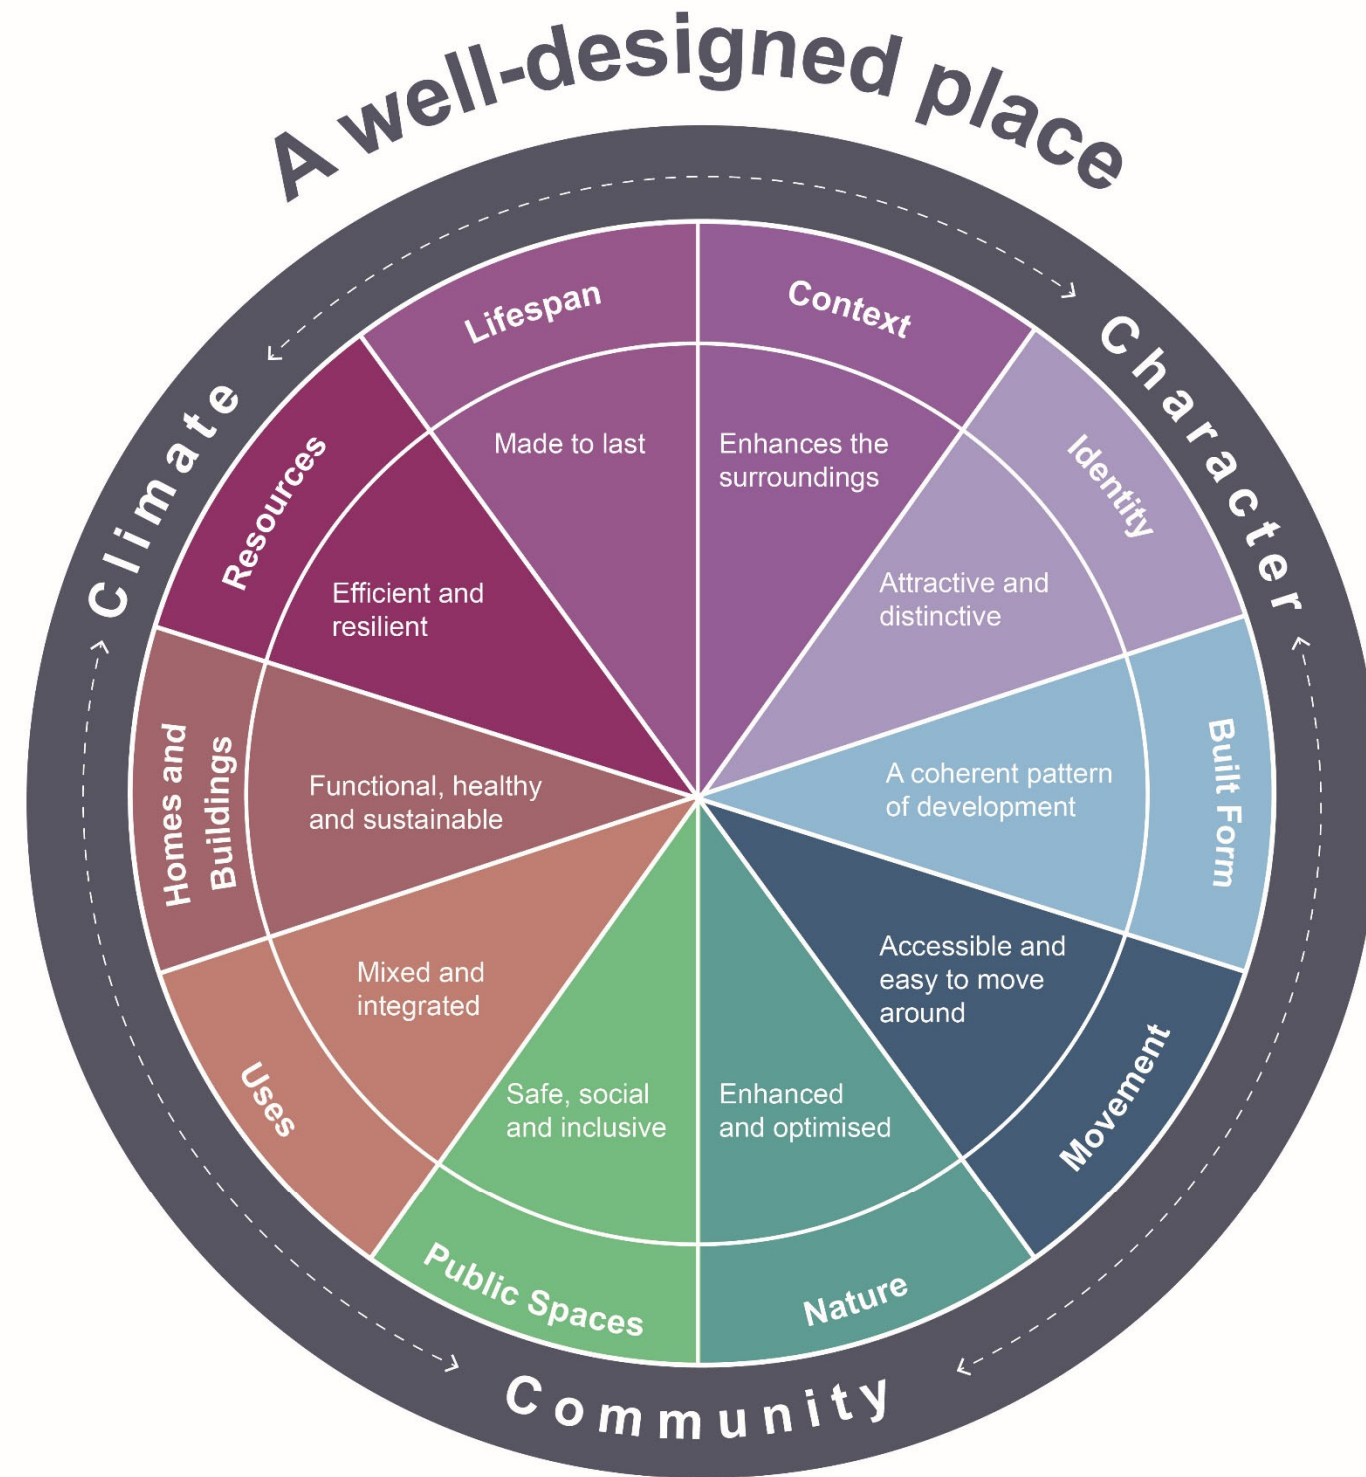 A well-designed place
Climate
Character
Community
Lifespan
Made to last
Context
Enhances the
surroundings
Identity
Attractive and
distinctive
Built Form
A coherent pattern
of development
Movement
Accessible and
easy to move
around
Nature
Enhanced
and optimised
Public Spaces
Safe, social
and inclusive
Uses
Mixed and
integrated
Homes and
Buildings
Functional, healthy
and sustainable
Resources
Efficient and
resilient